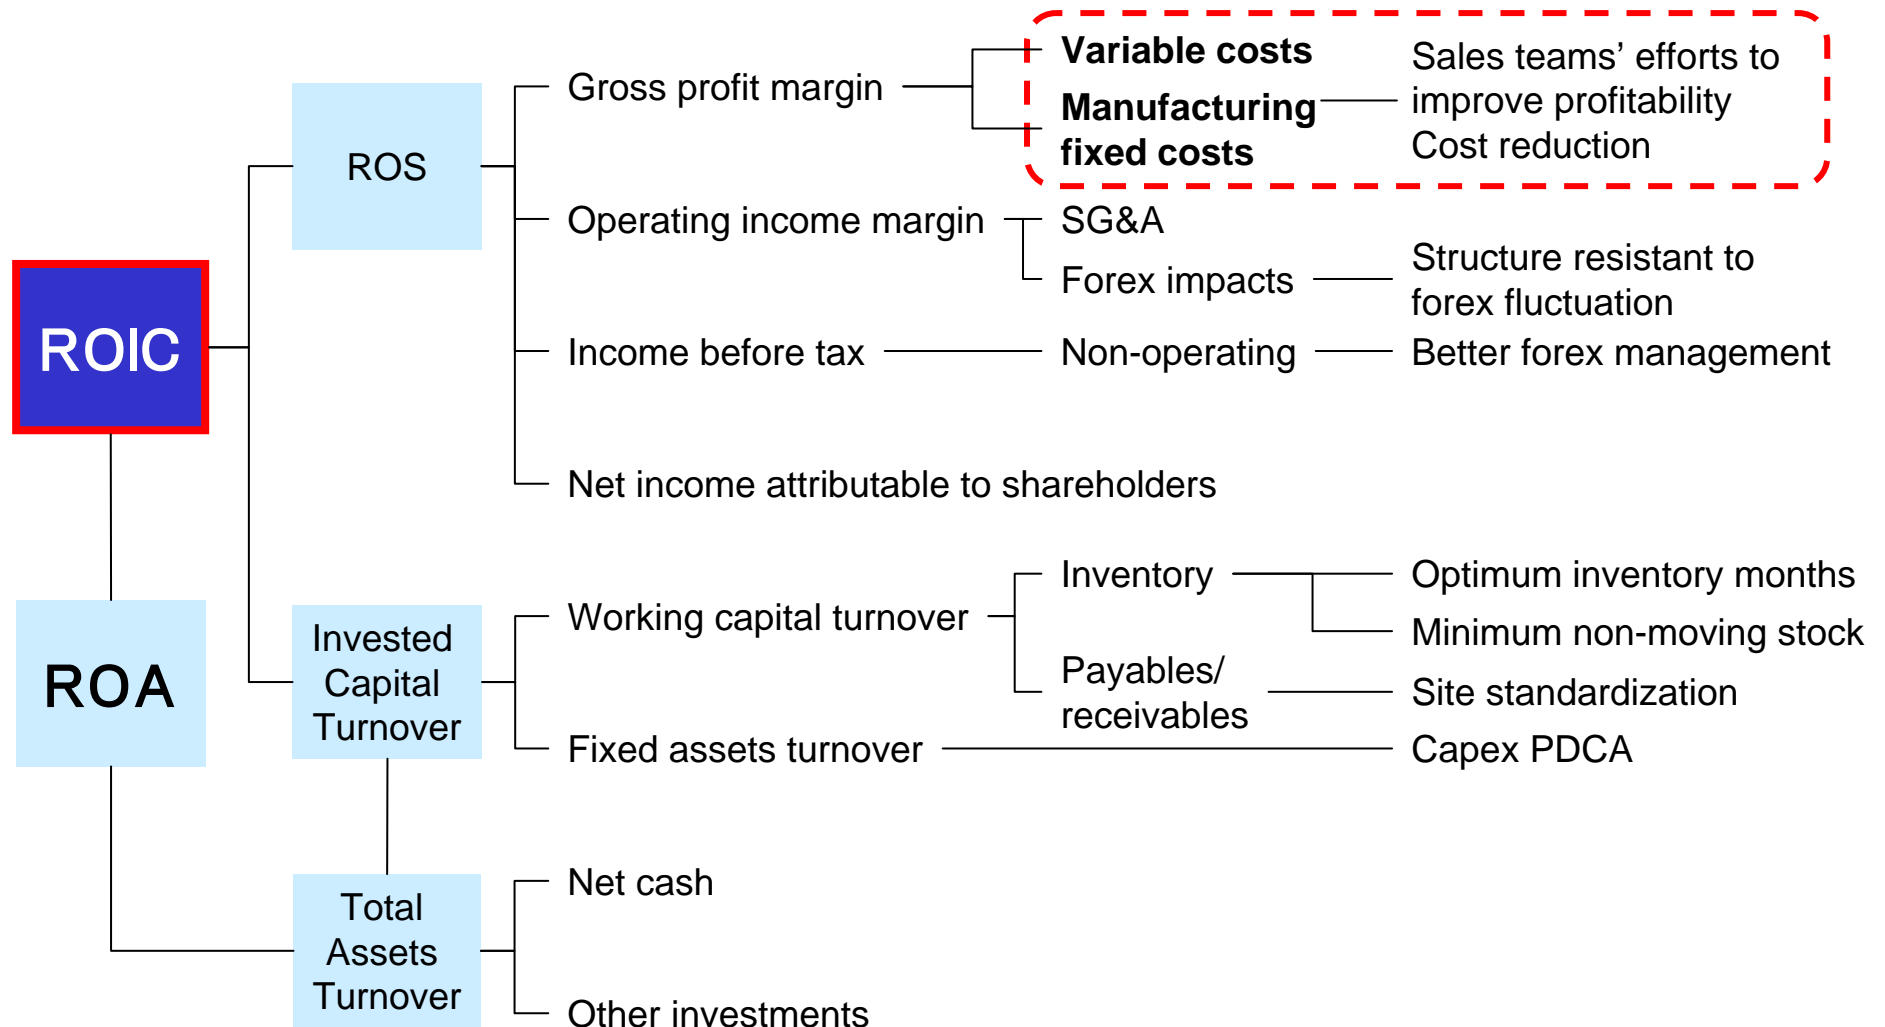 Variable costs
Manufacturing
fixed costs
Sales teams’ efforts to
improve profitability
Cost reduction
Gross profit margin
ROS
Operating income margin
SG&A
Forex impacts
Structure resistant to
forex fluctuation
ROIC
Income before tax
Non-operating
Better forex management
Net income attributable to shareholders
Inventory
Optimum inventory months
Working capital turnover
Minimum non-moving stock
Invested
Capital
Turnover
Payables/
receivables
Site standardization
ROA
Fixed assets turnover
Capex PDCA
Net cash
Total
Assets
Turnover
Other investments